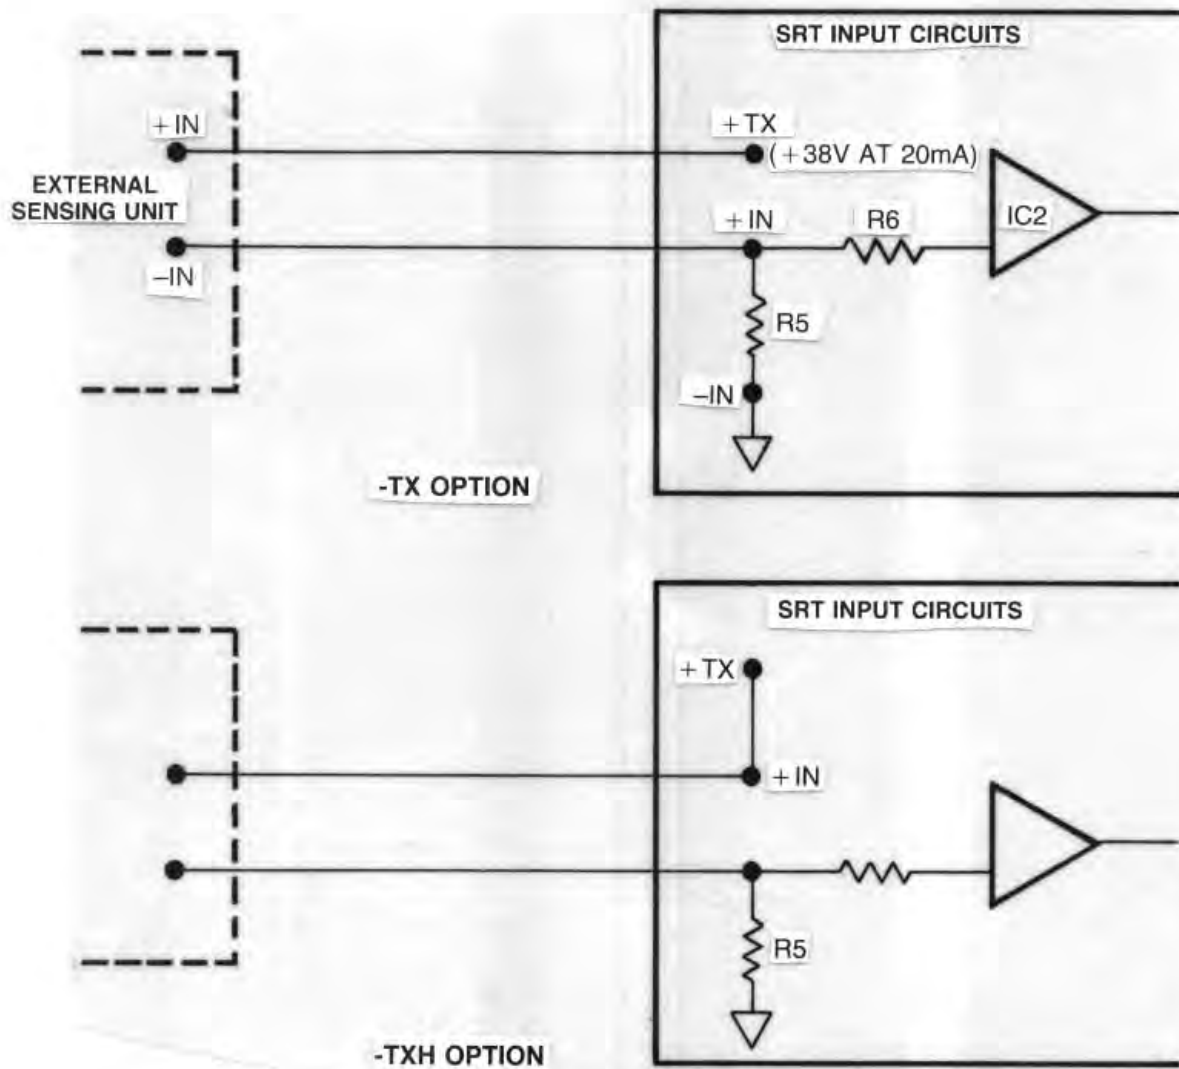 SRT INPUT CIRCUITS
+IN
+TX
(+38V AT 20mA)
EXTERNAL
SENSING UNIT
+IN
R6
IC2
–IN
R5
–IN
-TX OPTION
SRT INPUT CIRCUITS
+TX
+IN
R5
-TXH OPTION